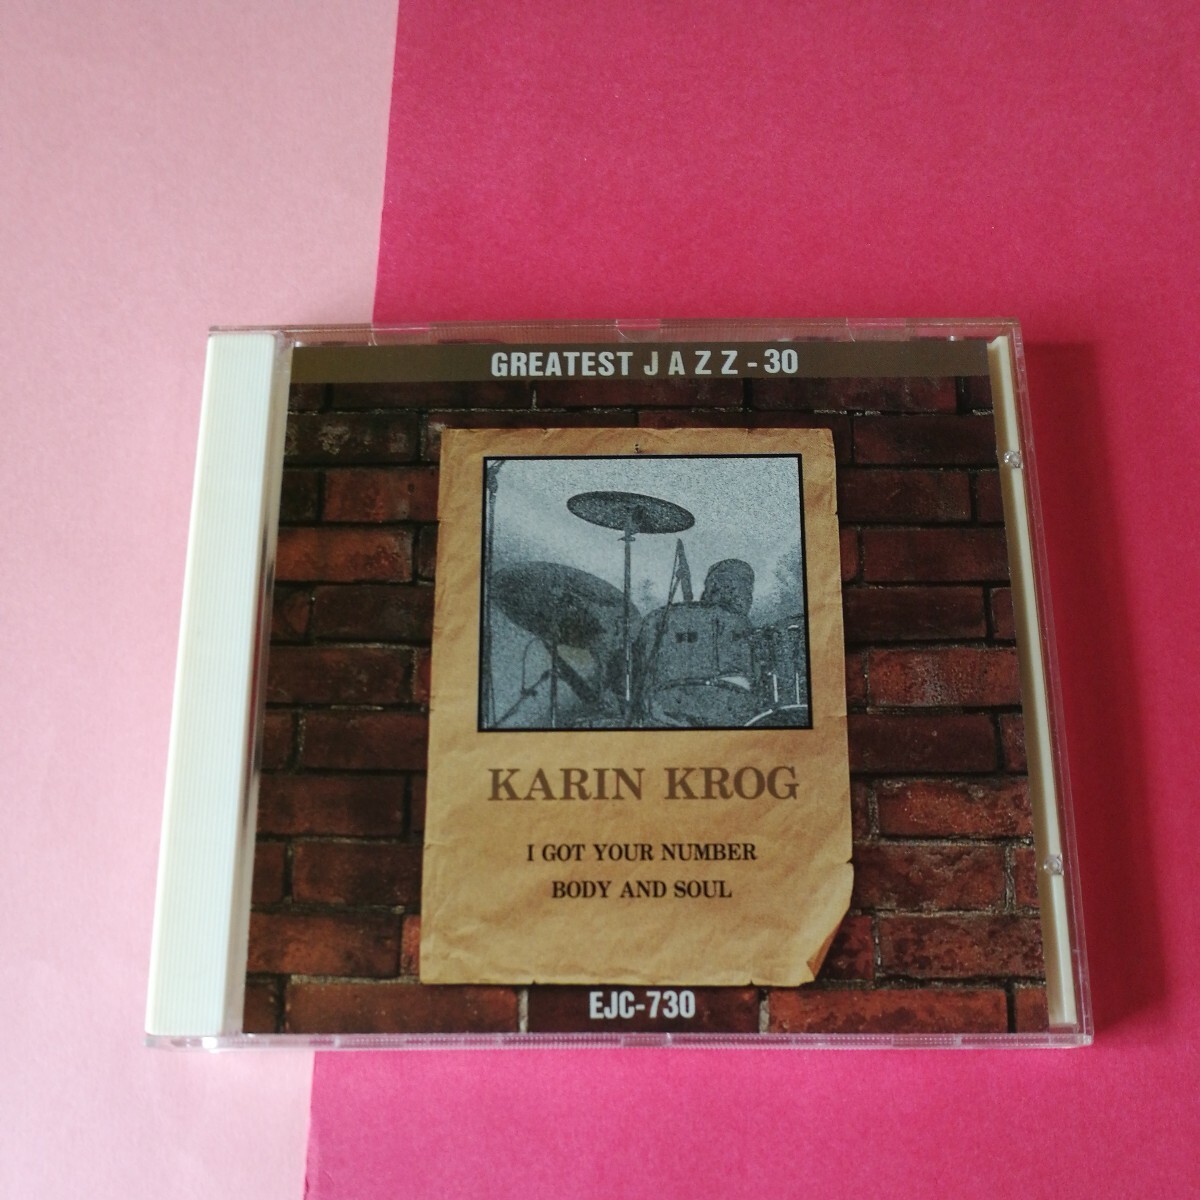 GREATEST JAZZ-30
KARIN KROG
I GOT YOUR NUMBER
BODY AND SOUL
EJC-730